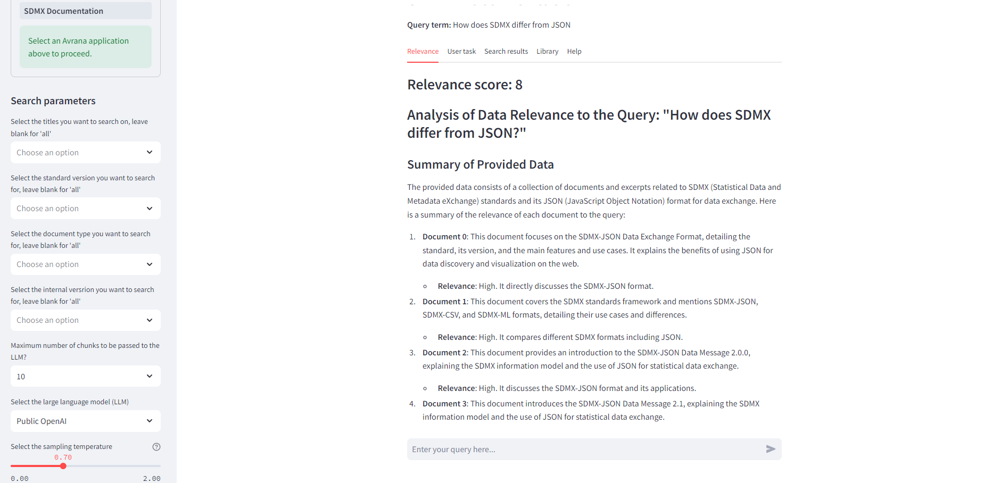 SDMX Documentation
Select an Avrana application
above to proceed.
Search parameters
Select the titles you want to search on, leave
blank for 'all'
Choose an option
Select the standard version you want to search
for, leave blank for 'all'
Choose an option
Select the document type you want to search
for, leave blank for 'all'
Choose an option
Select the internal versrion you want to search
for, leave blank for 'all'
Choose an option
Maximum number of chunks to be passed to the
LLM?
10
Select the large language model (LLM)
Public OpenAI
Select the sampling temperature
0.70
0.00 2.00
Query term: How does SDMX differ from JSON
Relevance User task Search results Library Help
Relevance score: 8
Analysis of Data Relevance to the Query: "How does SDMX
differ from JSON?"
Summary of Provided Data
The provided data consists of a collection of documents and excerpts related to SDMX (Statistical Data and
Metadata eXchange) standards and its JSON (JavaScript Object Notation) format for data exchange. Here
is a summary of the relevance of each document to the query:
1. Document 0: This document focuses on the SDMX-JSON Data Exchange Format, detailing the
standard, its version, and the main features and use cases. It explains the benefits of using JSON for
data discovery and visualization on the web.
Relevance: High. It directly discusses the SDMX-JSON format.
2. Document 1: This document covers the SDMX standards framework and mentions SDMX-JSON,
SDMX-CSV, and SDMX-ML formats, detailing their use cases and differences.
Relevance: High. It compares different SDMX formats including JSON.
3. Document 2: This document provides an introduction to the SDMX-JSON Data Message 2.0.0,
explaining the SDMX information model and the use of JSON for statistical data exchange.
Relevance: High. It discusses the SDMX-JSON format and its applications.
4. Document 3: This document introduces the SDMX-JSON Data Message 2.1, explaining the SDMX
information model and the use of JSON for statistical data exchange.
Enter your query here...